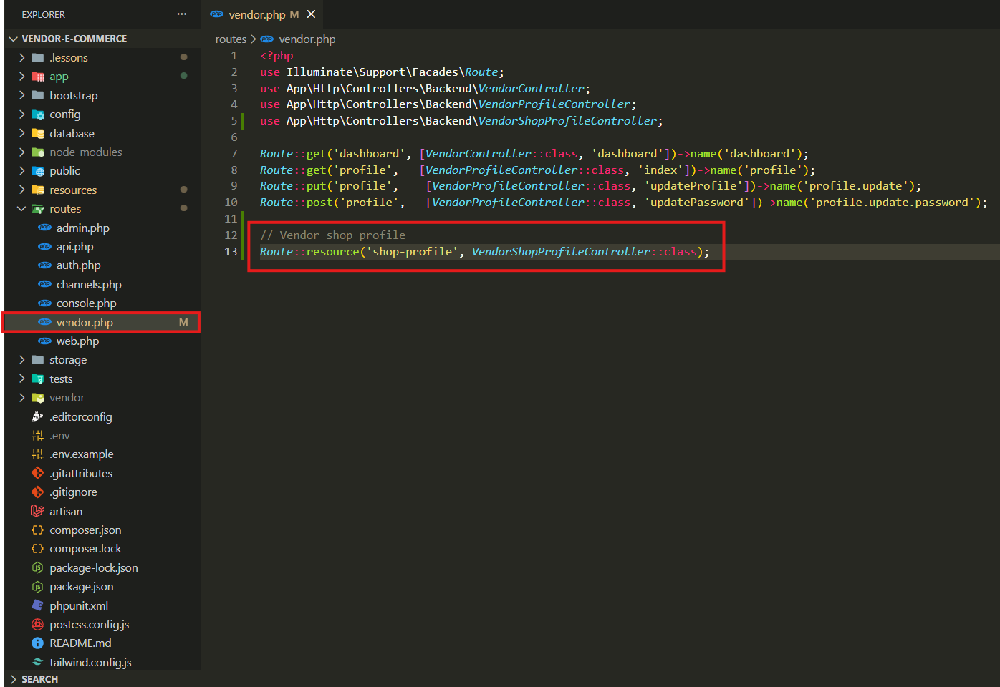 EXPLORER ···
VENDOR-E-COMMERCE
.lessons
app
bootstrap
config
database
node_modules
public
resources
routes
admin.php
api.php
auth.php
channels.php
console.php
vendor.php M
web.php
storage
tests
vendor
.editorconfig
.env
.env.example
.gitattributes
.gitignore
artisan
composer.json
composer.lock
package-lock.json
package.json
phpunit.xml
postcss.config.js
README.md
tailwind.config.js
SEARCH
vendor.php M
routes > vendor.php
1 <?php
2 use Illuminate\Support\Facades\Route;
3 use App\Http\Controllers\Backend\VendorController;
4 use App\Http\Controllers\Backend\VendorProfileController;
5 use App\Http\Controllers\Backend\VendorShopProfileController;
6
7 Route::get('dashboard', [VendorController::class, 'dashboard'])->name('dashboard');
8 Route::get('profile',   [VendorProfileController::class, 'index'])->name('profile');
9 Route::put('profile',    [VendorProfileController::class, 'updateProfile'])->name('profile.update');
10 Route::post('profile',   [VendorProfileController::class, 'updatePassword'])->name('profile.update.password');
11
12 // Vendor shop profile
13 Route::resource('shop-profile', VendorShopProfileController::class);